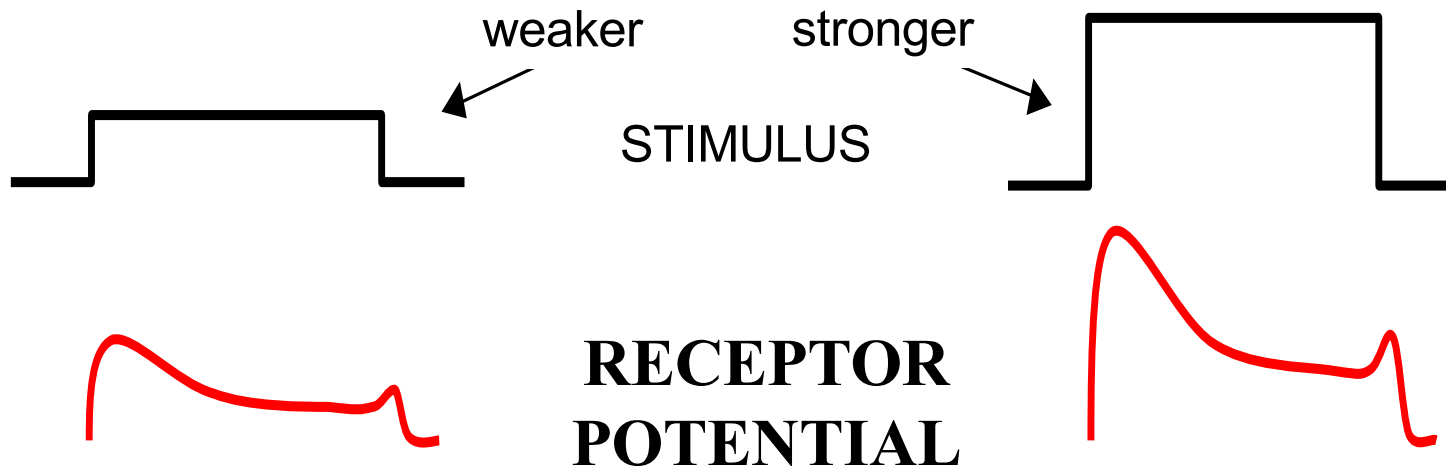 weaker
stronger
STIMULUS
RECEPTOR
POTENTIAL